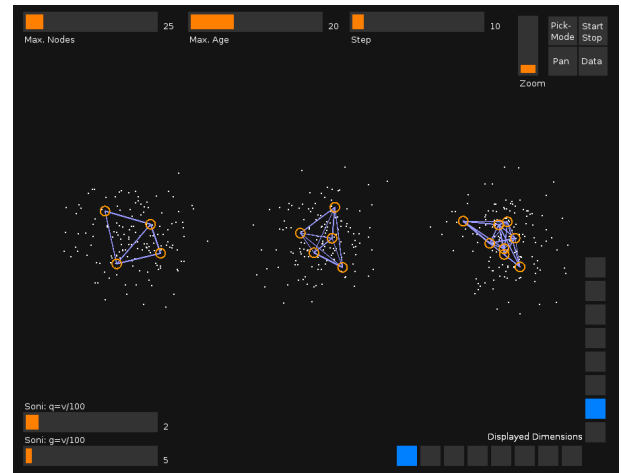 25
Max. Nodes
20
Max. Age
10
Step
Zoom
Pick-
Mode
Start
Stop
Pan
Data
Soni: q=v/100
2
Soni: g=v/100
5
Displayed Dimensions